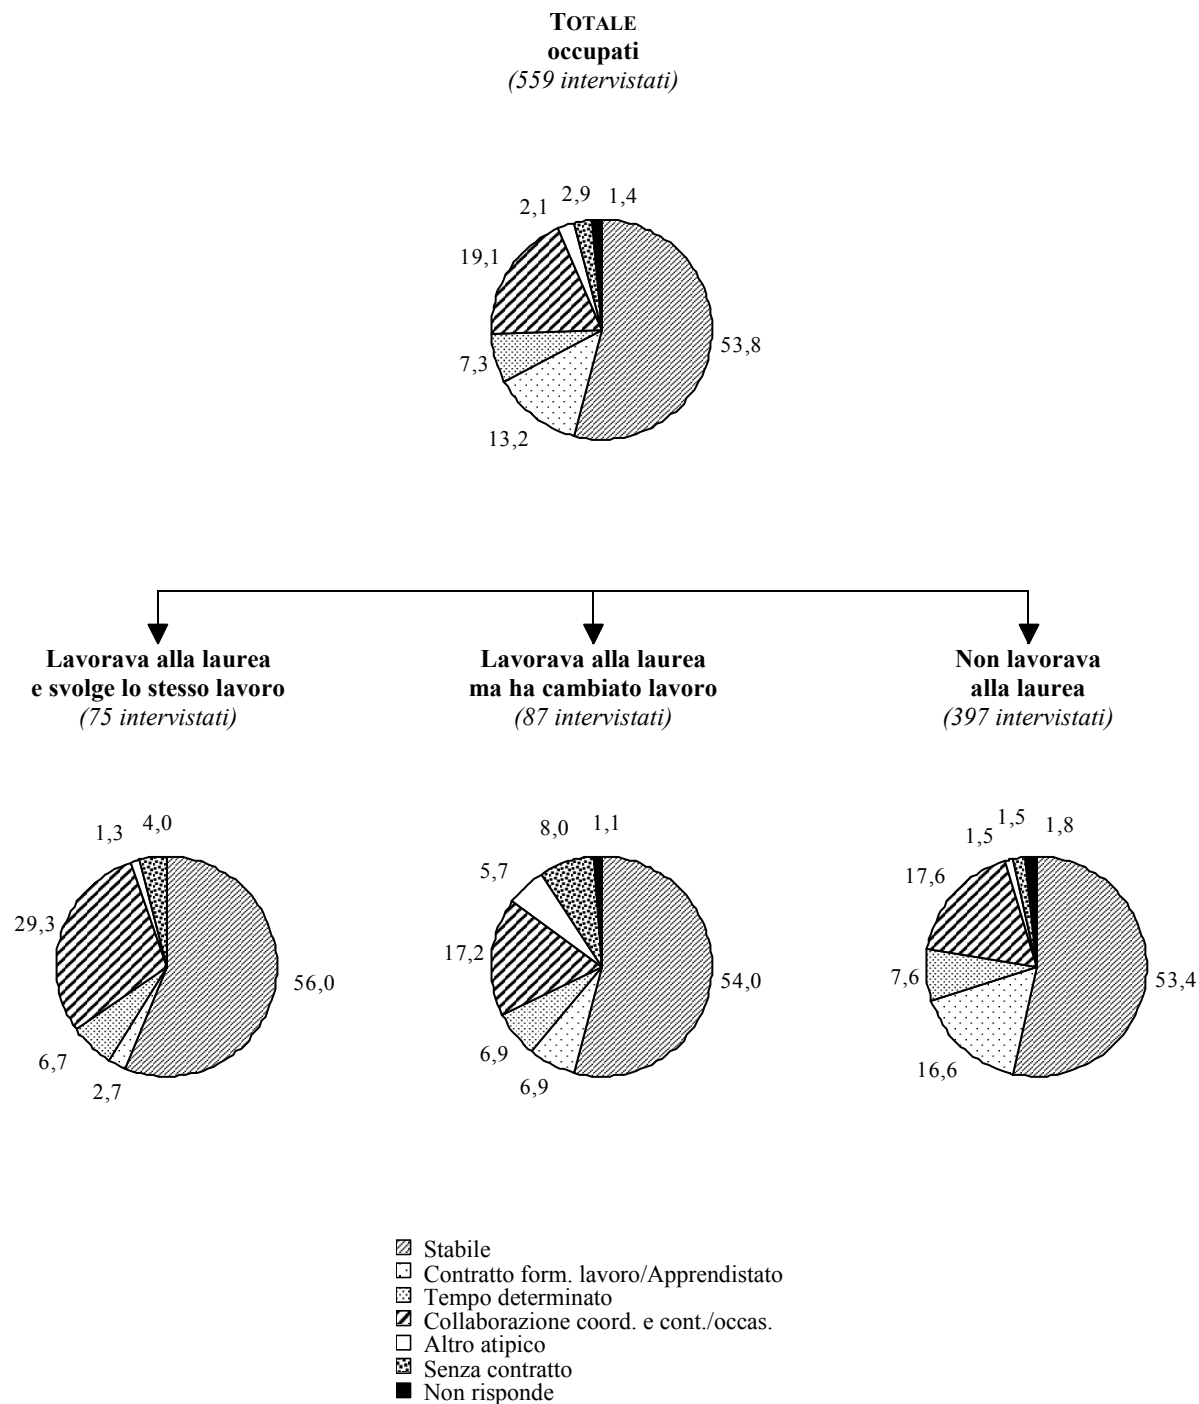 TOTALE
occupati
(559 intervistati)
2,1
2,9
1,4
19,1
53,8
7,3
13,2
Lavorava alla laurea
e svolge lo stesso lavoro
(75 intervistati)
Lavorava alla laurea
ma ha cambiato lavoro
(87 intervistati)
Non lavorava
alla laurea
(397 intervistati)
1,3
4,0
29,3
56,0
6,7
2,7
8,0
1,1
5,7
17,2
54,0
6,9
6,9
1,5
1,5
1,8
17,6
7,6
53,4
16,6
Stabile
Contratto form. lavoro/Apprendistato
Tempo determinato
Collaborazione coord. e cont./occas.
Altro atipico
Senza contratto
Non risponde